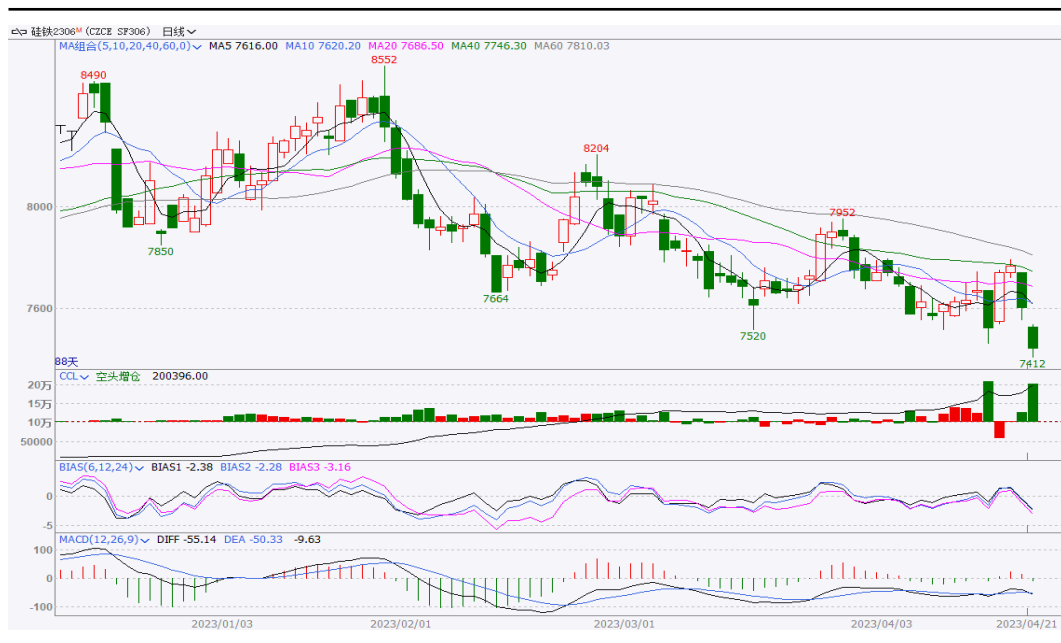 硅铁2306M (CZCE SF306) 日线
MA组合(5,10,20,40,60,0) MA5 7616.00 MA10 7620.20 MA20 7686.50 MA40 7746.30 MA60 7810.03
8552
8490
8204
8000
7952
7850
7664
7600
7520
7412
88天
CCL 空头增仓 200396.00
20万
15万
10万
50000
BIAS(6,12,24) BIAS1 -2.38 BIAS2 -2.28 BIAS3 -3.16
0
-5
MACD(12,26,9) DIFF -55.14 DEA -50.33 -9.63
100
0
-100
2023/01/03 2023/02/01 2023/03/01 2023/04/03 2023/04/21